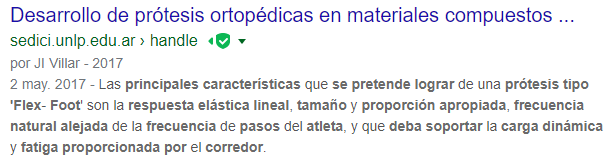 Desarrollo de prótesis ortopédicas en materiales compuestos ...
sedici.unlp.edu.ar › handle
por JI Villar - 2017
2 may. 2017 - Las principales características que se pretende lograr de una prótesis tipo
'Flex- Foot' son la respuesta elástica lineal, tamaño y proporción apropiada, frecuencia
natural alejada de la frecuencia de pasos del atleta, y que deba soportar la carga dinámica
y fatiga proporcionada por el corredor.